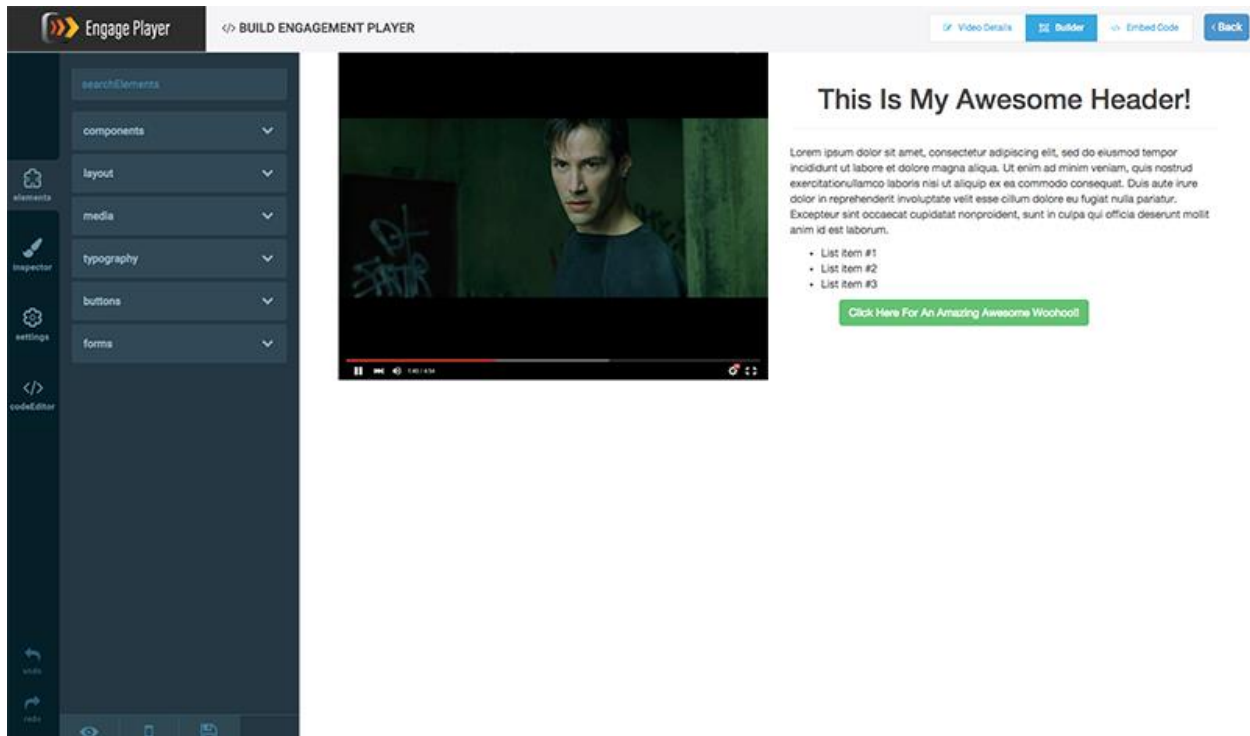 Engage Player
</> BUILD ENGAGEMENT PLAYER
Video Details
Builder
</> Embed Code
< Back
searchElements
components
layout
media
typography
buttons
forms
elements
inspector
settings
</>
codeEditor
undo
redo
1:40 / 4:54
This Is My Awesome Header!
Lorem ipsum dolor sit amet, consectetur adipiscing elit, sed do eiusmod tempor
incididunt ut labore et dolore magna aliqua. Ut enim ad minim veniam, quis nostrud
exercitationullamco laboris nisi ut aliquip ex ea commodo consequat. Duis aute irure
dolor in reprehenderit involuptate velit esse cillum dolore eu fugiat nulla pariatur.
Excepteur sint occaecat cupidatat nonproident, sunt in culpa qui officia deserunt mollit
anim id est laborum.
• List item #1
• List item #2
• List item #3
Click Here For An Amazing Awesome Woohoo!!